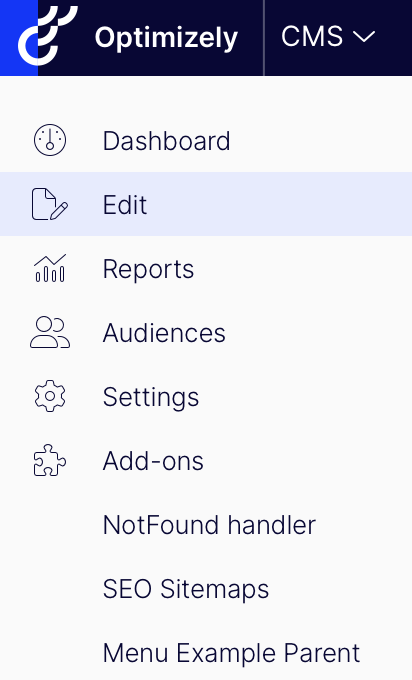 Optimizely CMS
Dashboard
Edit
Reports
Audiences
Settings
Add-ons
NotFound handler
SEO Sitemaps
Menu Example Parent